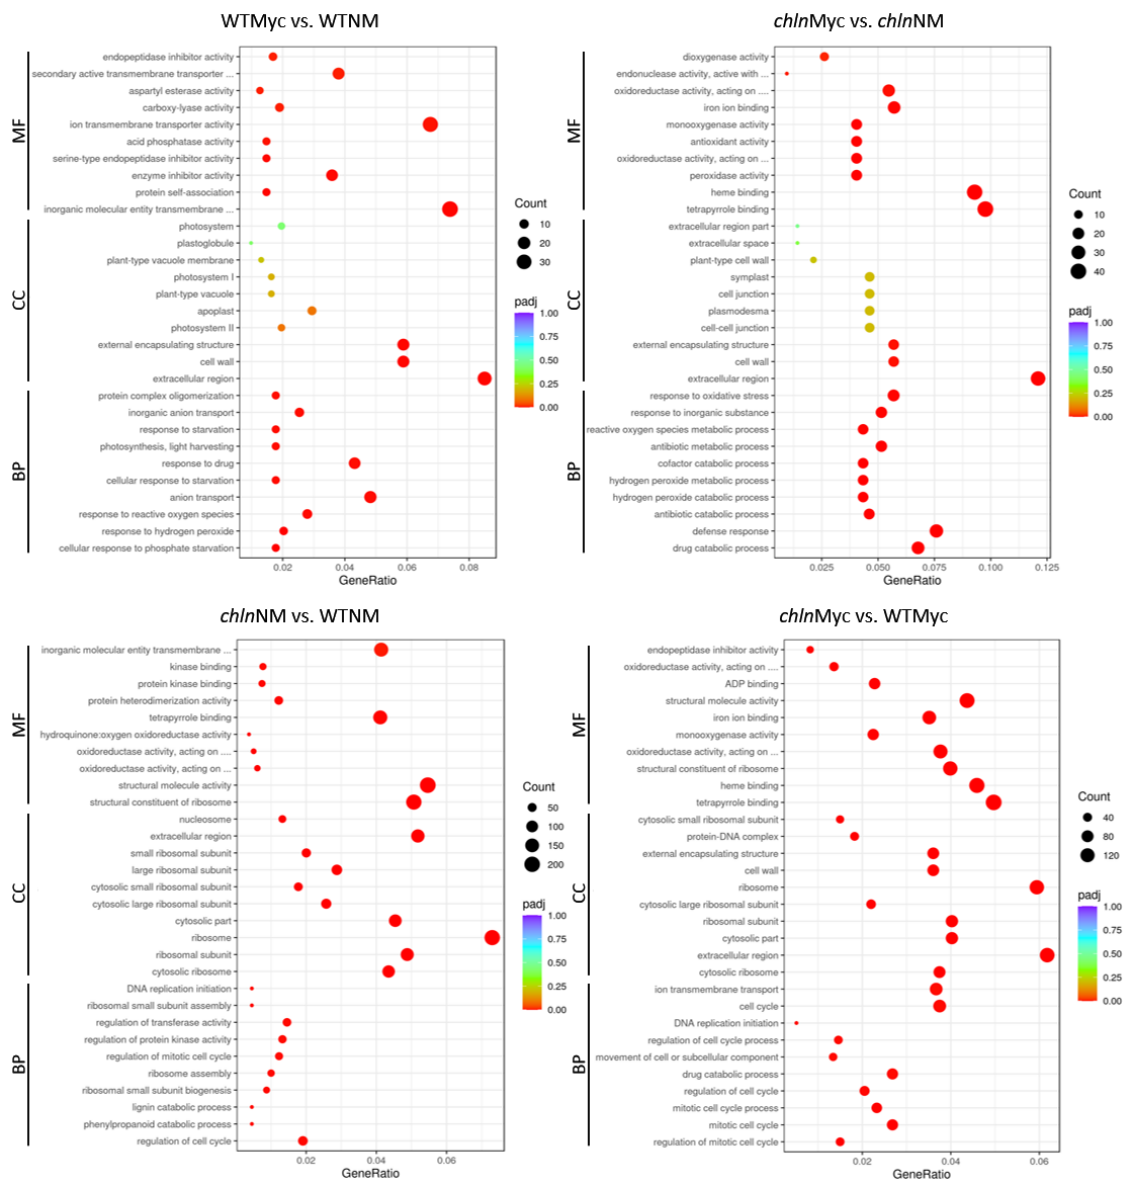 WTMyc vs. WTNM
MF
CC
BP
endopeptidase inhibitor activity
secondary active transmembrane transporter ...
aspartyl esterase activity
carboxy-lyase activity
ion transmembrane transporter activity
acid phosphatase activity
serine-type endopeptidase inhibitor activity
enzyme inhibitor activity
protein self-association
inorganic molecular entity transmembrane ...
photosystem
plastoglobule
plant-type vacuole membrane
photosystem I
plant-type vacuole
apoplast
photosystem II
external encapsulating structure
cell wall
extracellular region
protein complex oligomerization
inorganic anion transport
response to starvation
photosynthesis, light harvesting
response to drug
cellular response to starvation
anion transport
response to reactive oxygen species
response to hydrogen peroxide
cellular response to phosphate starvation
0.02 0.04 0.06 0.08
GeneRatio
Count
10
20
30
padj
1.00
0.75
0.50
0.25
0.00
chlnMyc vs. chlnNM
MF
CC
BP
dioxygenase activity
endonuclease activity, active with ...
oxidoreductase activity, acting on ....
iron ion binding
monooxygenase activity
antioxidant activity
oxidoreductase activity, acting on ...
peroxidase activity
heme binding
tetrapyrrole binding
extracellular region part
extracellular space
plant-type cell wall
symplast
cell junction
plasmodesma
cell-cell junction
external encapsulating structure
cell wall
extracellular region
response to oxidative stress
response to inorganic substance
reactive oxygen species metabolic process
antibiotic metabolic process
cofactor catabolic process
hydrogen peroxide metabolic process
hydrogen peroxide catabolic process
antibiotic catabolic process
defense response
drug catabolic process
0.025 0.050 0.075 0.100 0.125
GeneRatio
Count
10
20
30
40
padj
1.00
0.75
0.50
0.25
0.00
chlnNM vs. WTNM
MF
CC
BP
inorganic molecular entity transmembrane ...
kinase binding
protein kinase binding
protein heterodimerization activity
tetrapyrrole binding
hydroquinone:oxygen oxidoreductase activity
oxidoreductase activity, acting on ....
oxidoreductase activity, acting on ...
structural molecule activity
structural constituent of ribosome
nucleosome
extracellular region
small ribosomal subunit
large ribosomal subunit
cytosolic small ribosomal subunit
cytosolic large ribosomal subunit
cytosolic part
ribosome
ribosomal subunit
cytosolic ribosome
DNA replication initiation
ribosomal small subunit assembly
regulation of transferase activity
regulation of protein kinase activity
regulation of mitotic cell cycle
ribosome assembly
ribosomal small subunit biogenesis
lignin catabolic process
phenylpropanoid catabolic process
regulation of cell cycle
0.02 0.04 0.06
GeneRatio
Count
50
100
150
200
padj
1.00
0.75
0.50
0.25
0.00
chlnMyc vs. WTMyc
MF
CC
BP
endopeptidase inhibitor activity
oxidoreductase activity, acting on ....
ADP binding
structural molecule activity
iron ion binding
monooxygenase activity
oxidoreductase activity, acting on ...
structural constituent of ribosome
heme binding
tetrapyrrole binding
cytosolic small ribosomal subunit
protein-DNA complex
external encapsulating structure
cell wall
ribosome
cytosolic large ribosomal subunit
ribosomal subunit
cytosolic part
extracellular region
cytosolic ribosome
ion transmembrane transport
cell cycle
DNA replication initiation
regulation of cell cycle process
movement of cell or subcellular component
drug catabolic process
regulation of cell cycle
mitotic cell cycle process
mitotic cell cycle
regulation of mitotic cell cycle
0.02 0.04 0.06
GeneRatio
Count
40
80
120
padj
1.00
0.75
0.50
0.25
0.00